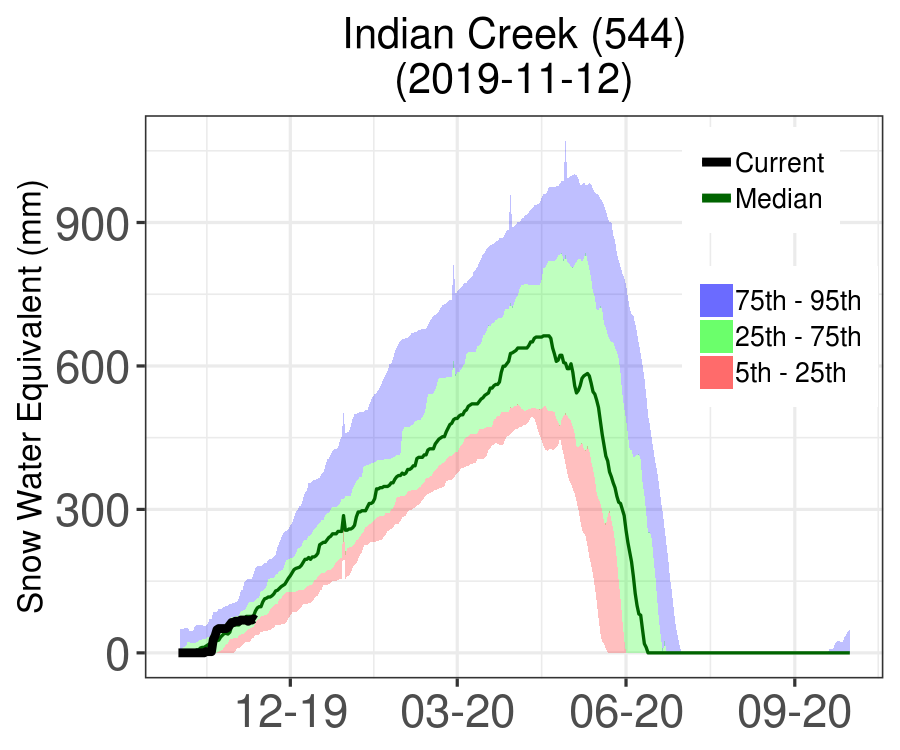 Indian Creek (544)
(2019-11-12)
Snow Water Equivalent (mm)
900
600
300
0
12-19
03-20
06-20
09-20
Current
Median
75th - 95th
25th - 75th
5th - 25th